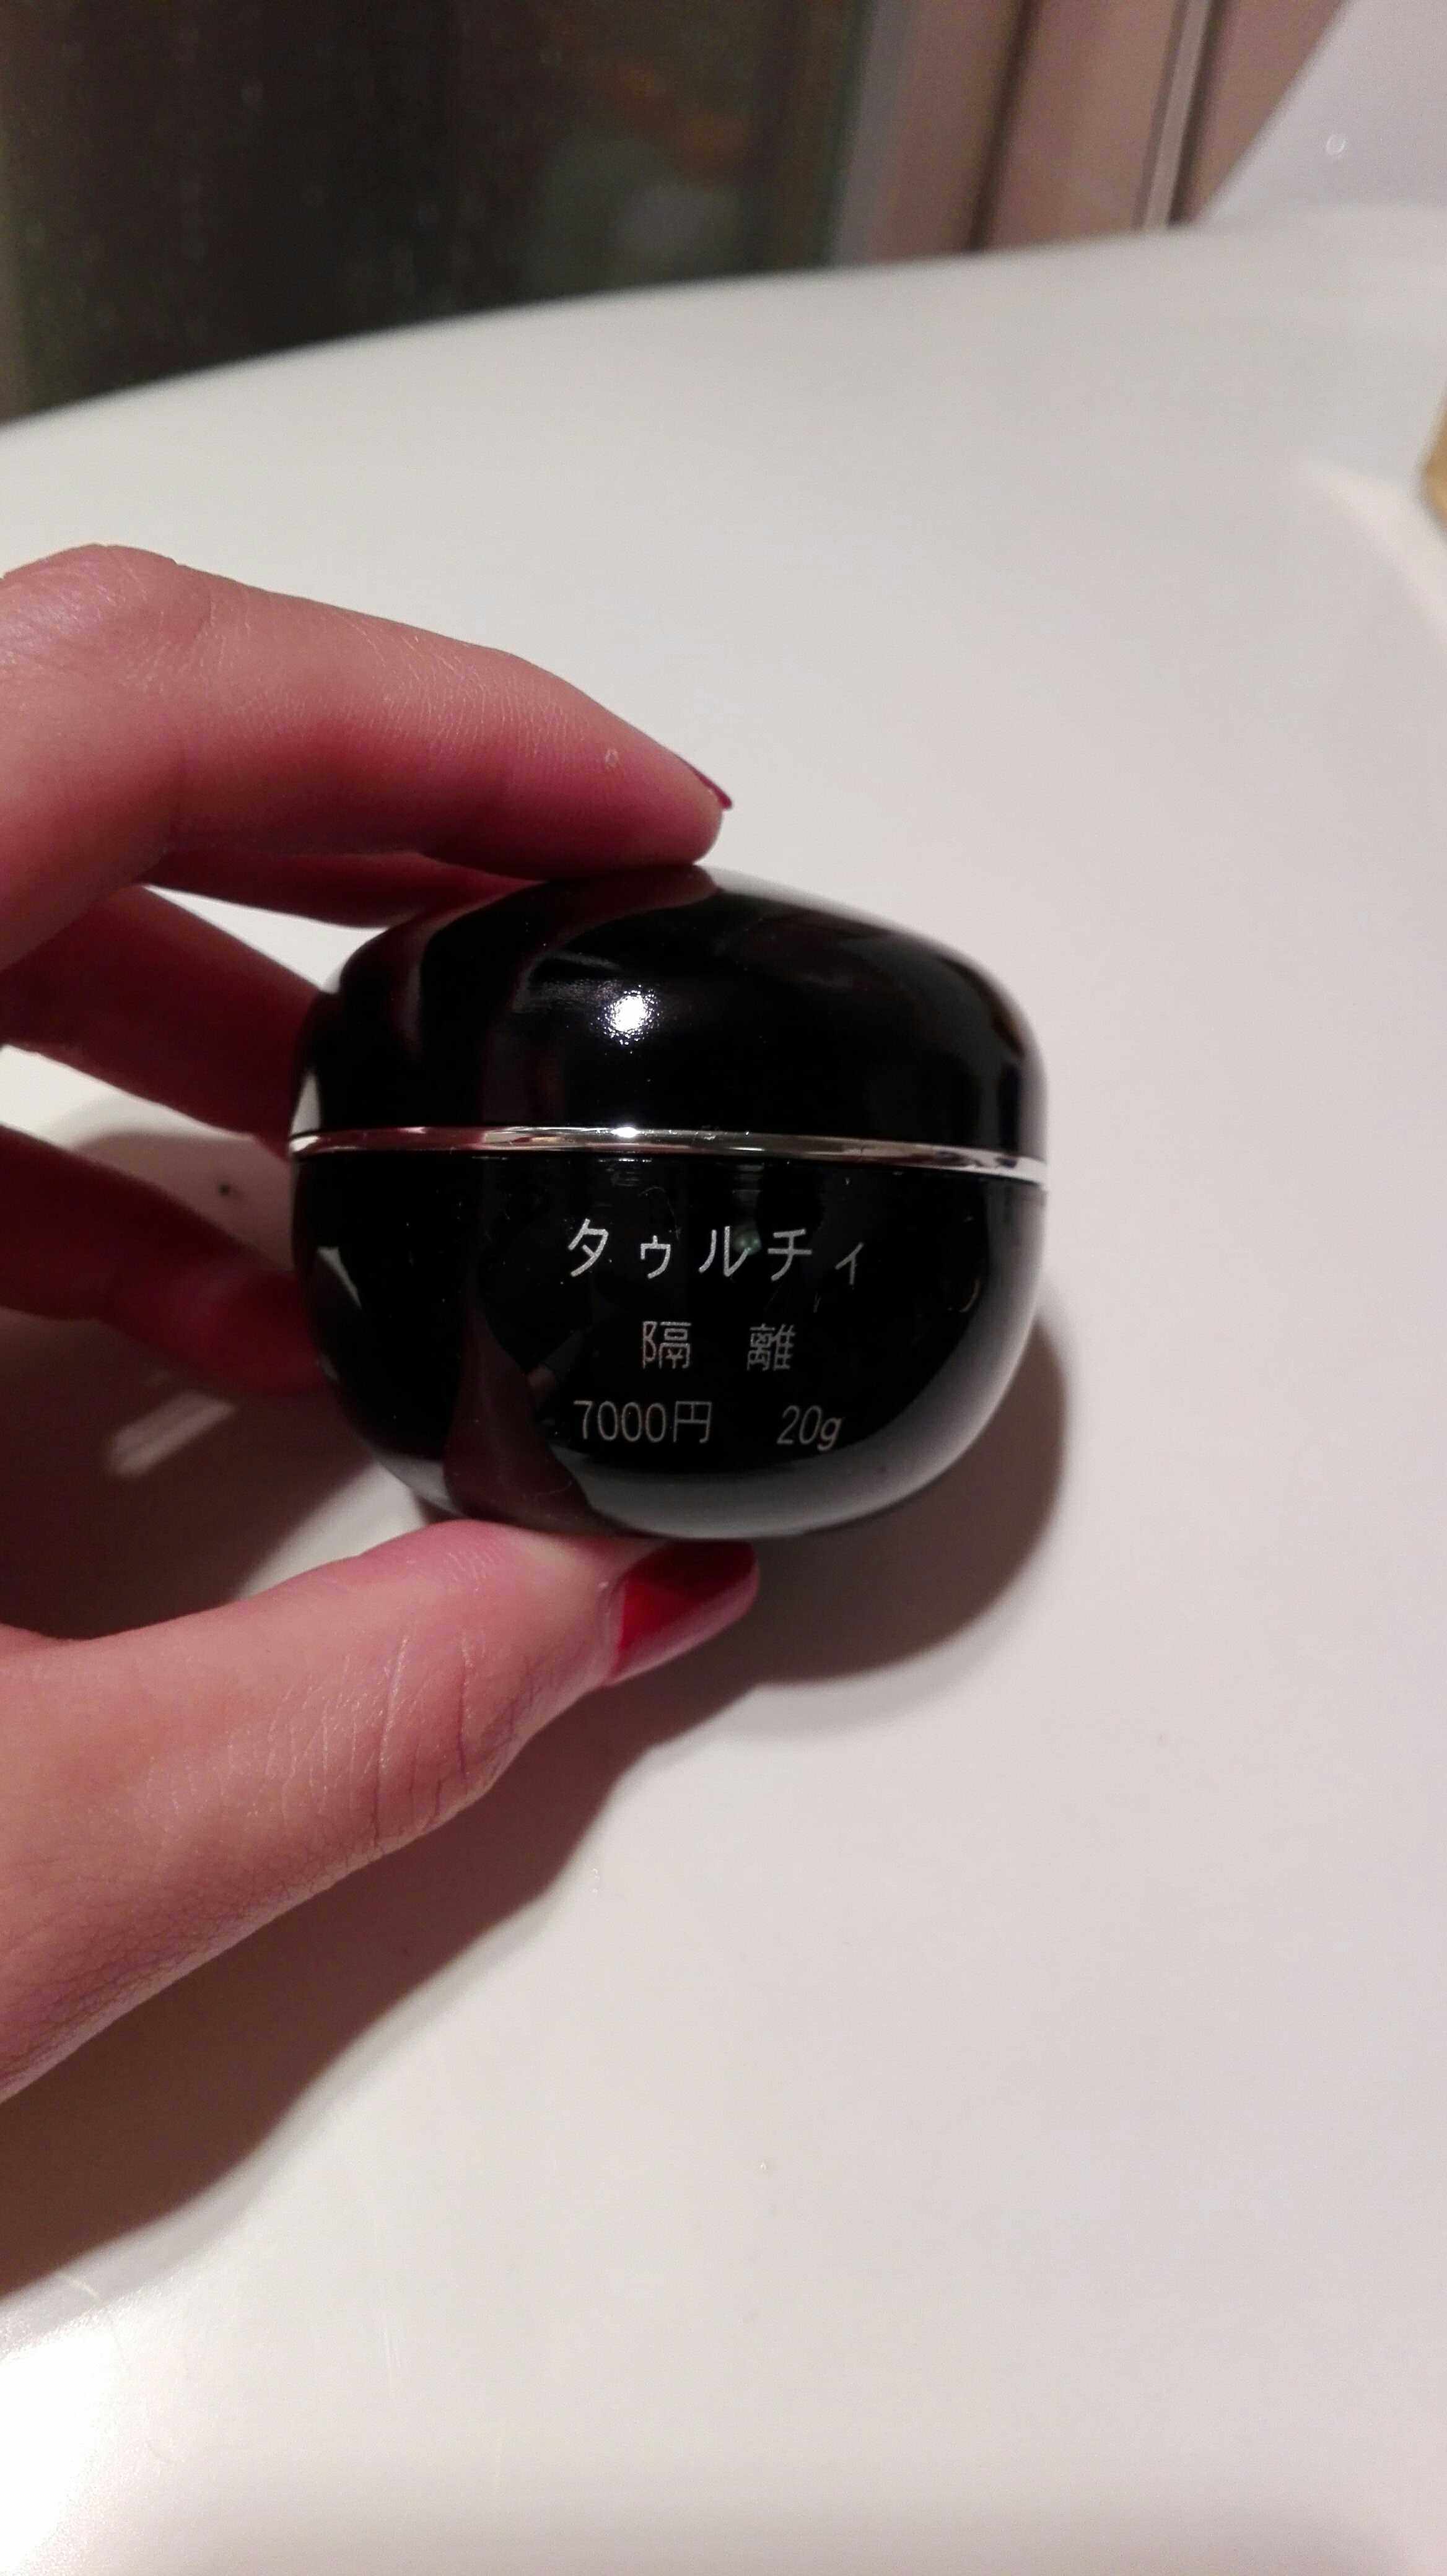 タゥルチィ
隔 離
7000円 20g